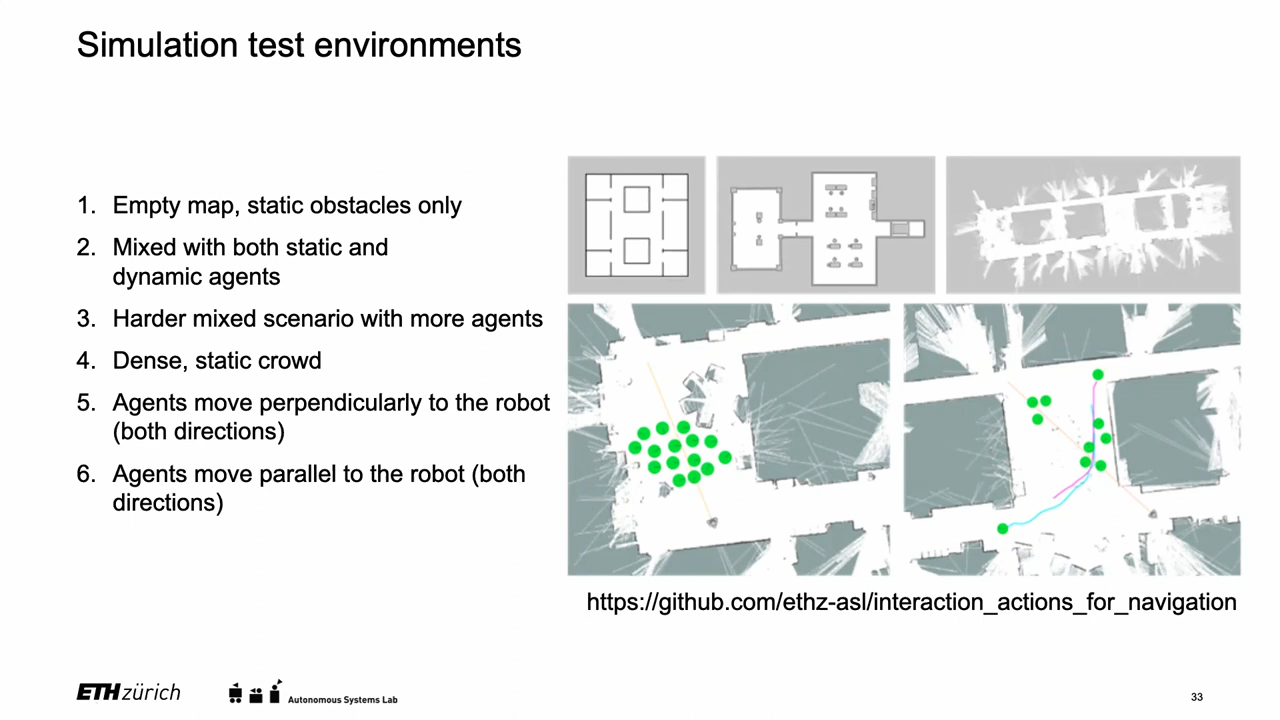 Simulation test environments
1. Empty map, static obstacles only
2. Mixed with both static and
dynamic agents
3. Harder mixed scenario with more agents
4. Dense, static crowd
5. Agents move perpendicularly to the robot
(both directions)
6. Agents move parallel to the robot (both
directions)
https://github.com/ethz-asl/interaction_actions_for_navigation
ETH zürich
Autonomous Systems Lab
33